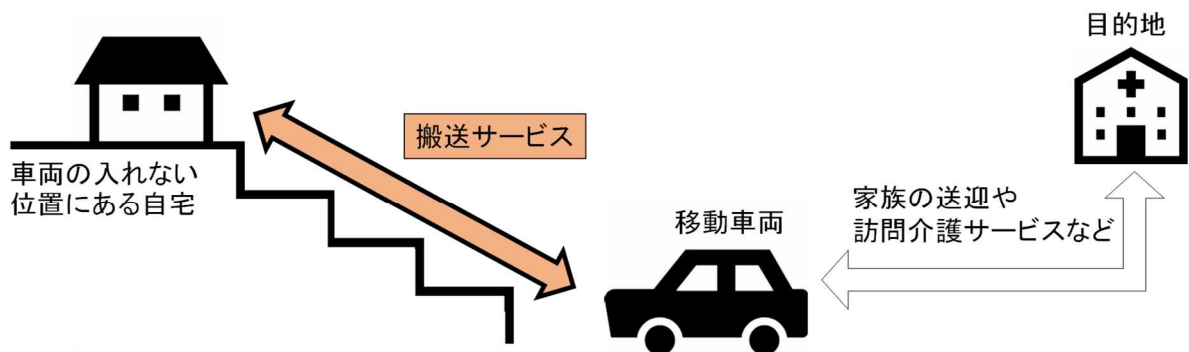 目的地
搬送サービス
車両の入れない
位置にある自宅
移動車両
家族の送迎や
訪問介護サービスなど